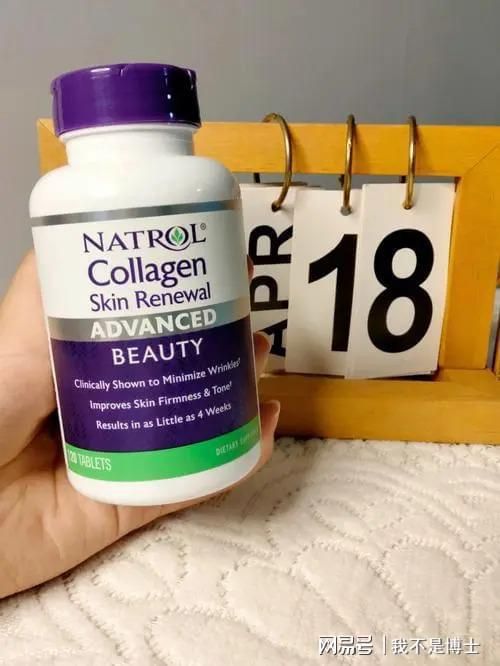 NATROL®
Collagen
Skin Renewal
ADVANCED
BEAUTY
Clinically Shown to Minimize Wrinkles†
Improves Skin Firmness & Tone†
Results in as Little as 4 Weeks
120 TABLETS
DIETARY
APR
18
网易号 | 我不是博士